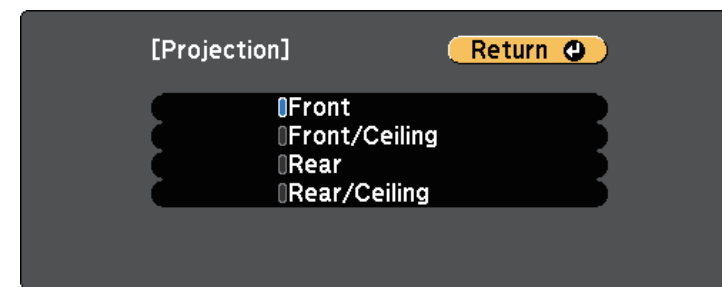 [Projection] Return
Front
Front/Ceiling
Rear
Rear/Ceiling